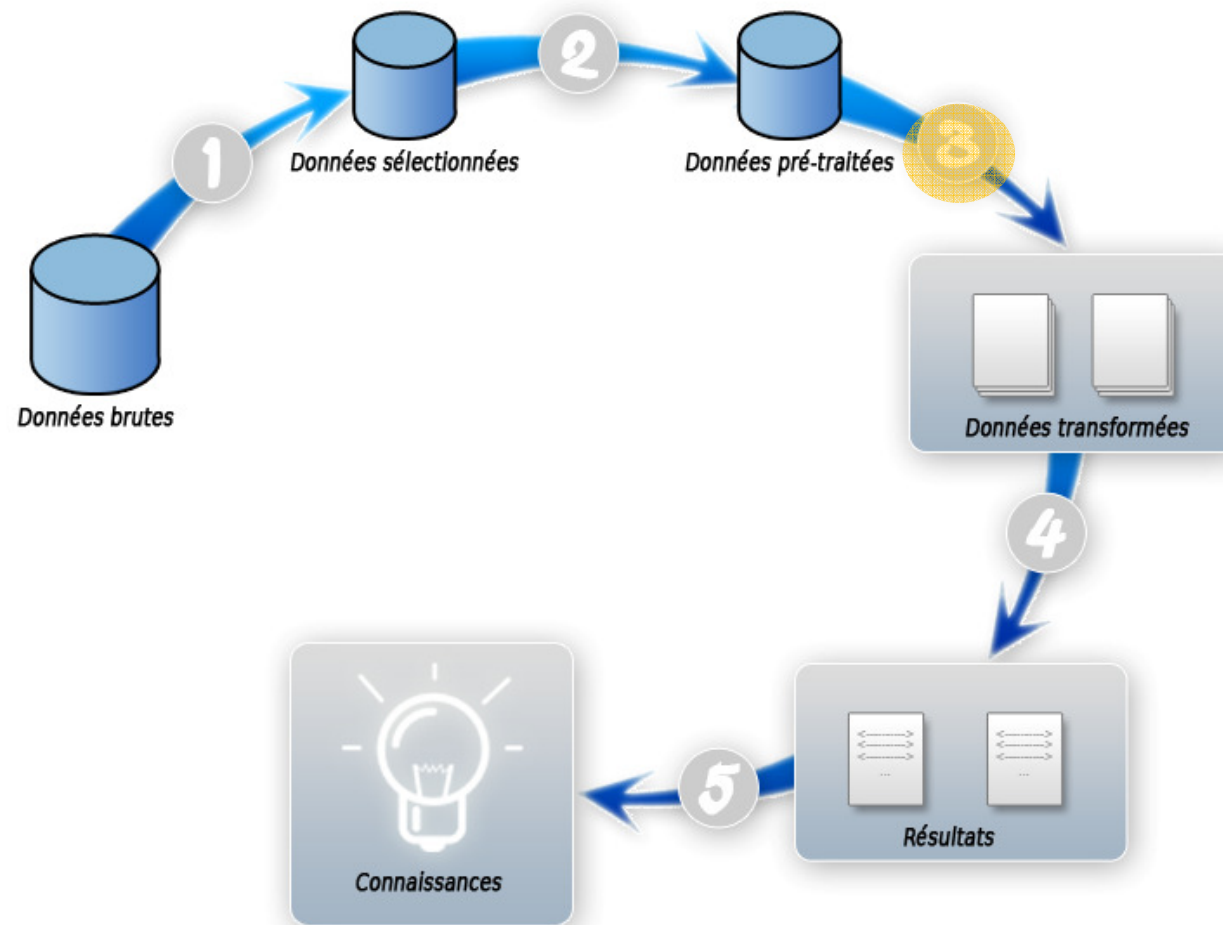 1
2
3
Données sélectionnées
Données pré-traitées
Données brutes
Données transformées
4
5
<--------->
<--------->
<--------->
...
<--------->
<--------->
<--------->
...
Résultats
Connaissances